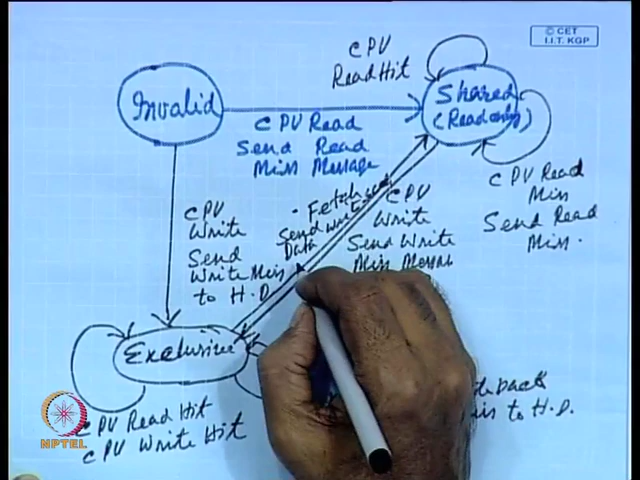 © CET
I.I.T. KGP
CPU
Read Hit
Invalid
Shared
(Read only)
CPU Read
Send Read
Miss Message
CPU Read
Miss
Send Read
Miss.
CPU
Write
Send
Write Miss
to H.D
Fetch
Send Write
Data
CPU
Write
Send Write
Miss
Exclusive
back
to H.D.
CPU Read Hit
CPU Write Hit
NPTEL